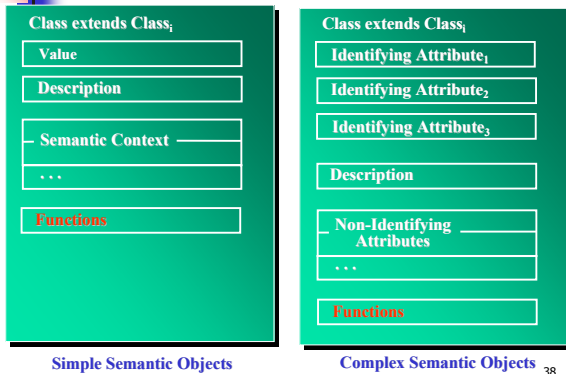 Class extends Classi
Value
Description
Semantic Context
. . .
Functions
Simple Semantic Objects
Class extends Classi
Identifying Attribute1
Identifying Attribute2
Identifying Attribute3
Description
Non-Identifying
Attributes
. . .
Functions
Complex Semantic Objects
38